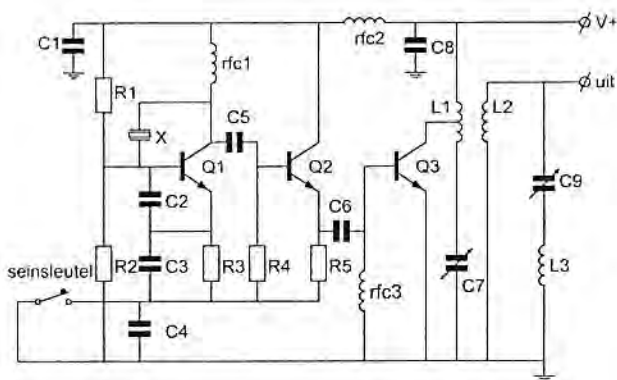 C1
rfc2
C8
V+
rfc1
R1
uit
L1
L2
C5
X
Q1
Q2
Q3
C9
C2
C6
seinsleutel
R2
C3
R3
R4
R5
rfc3
C7
L3
C4